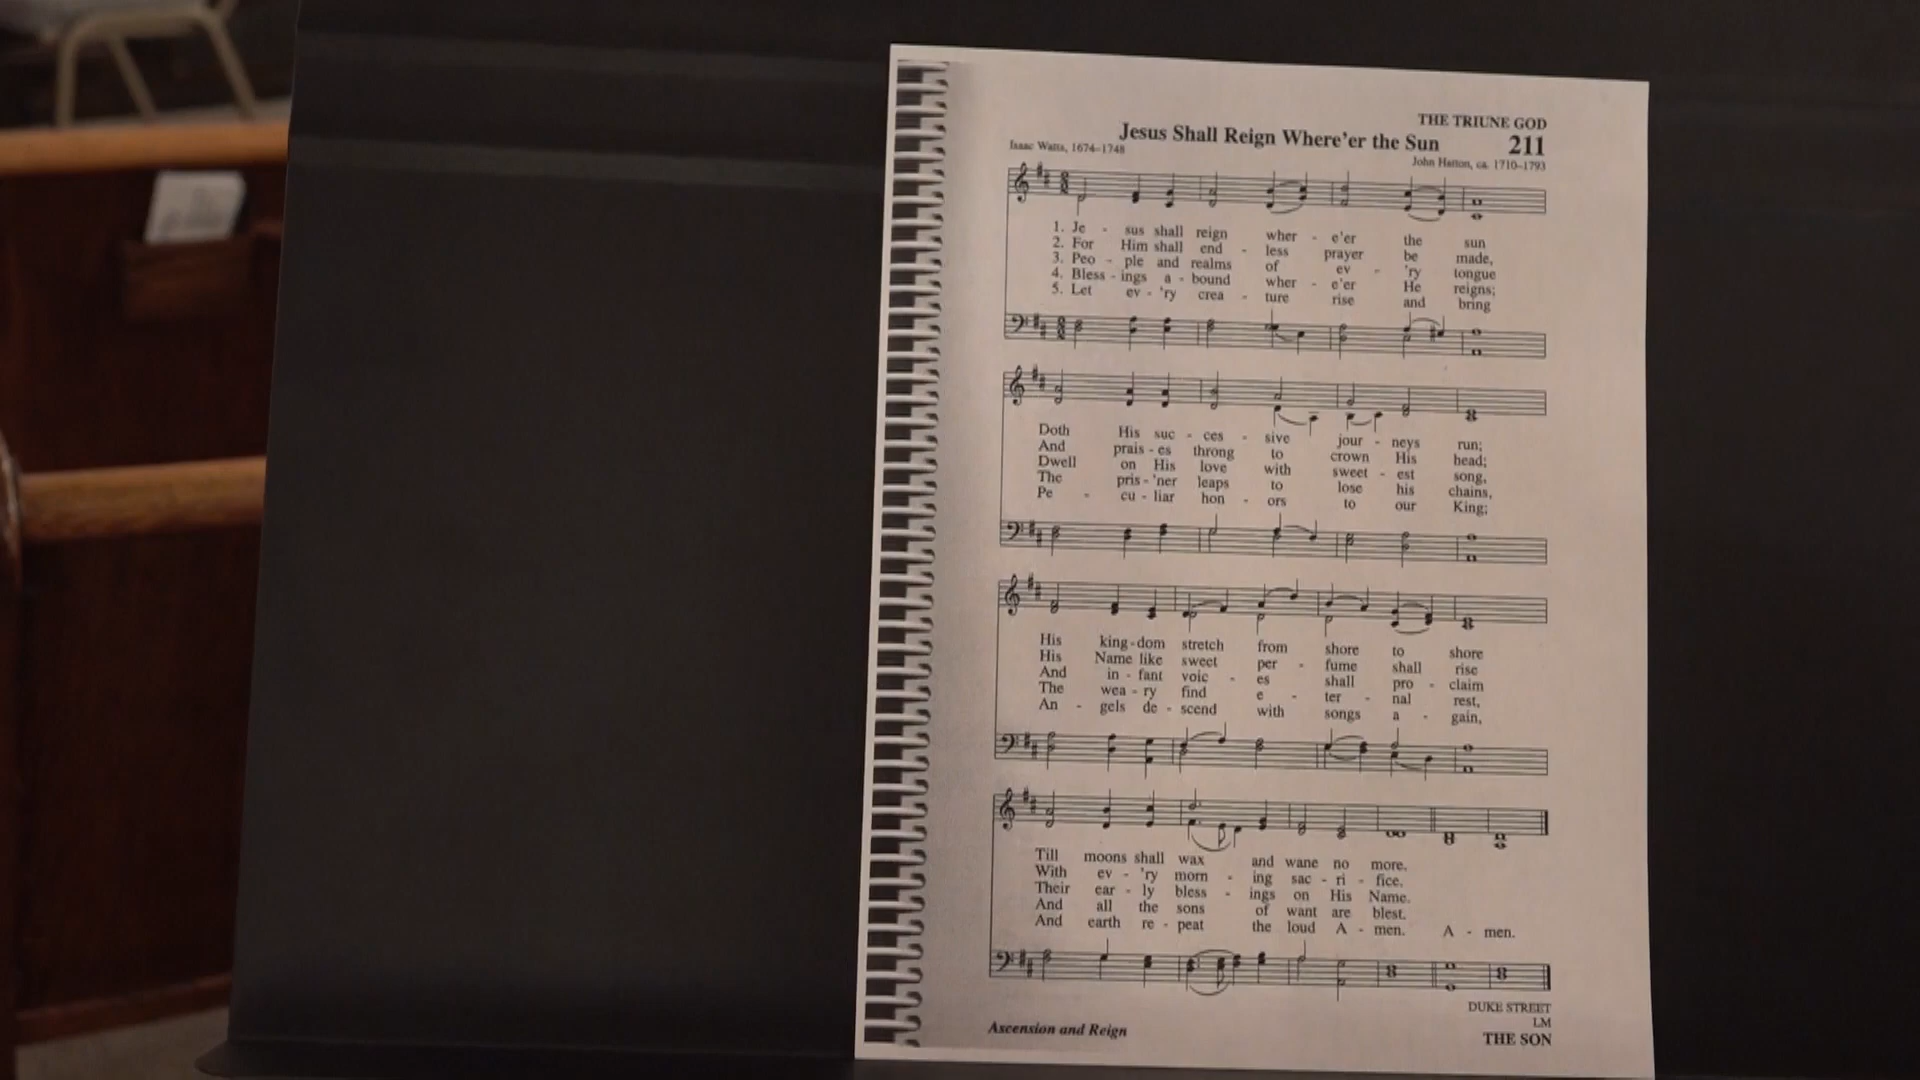 THE TRIUNE GOD
Jesus Shall Reign Where'er the Sun 211
Isaac Watts, 1674–1748
John Hatton, ca. 1710–1793
1. Je - sus shall reign wher - e'er the sun
2. For Him shall end - less prayer be made,
3. Peo - ple and realms of ev - 'ry tongue
4. Bless - ings a - bound wher - e'er He reigns;
5. Let ev - 'ry crea - ture rise and bring
Doth His suc - ces - sive jour - neys run;
And prais - es throng to crown His head;
Dwell on His love with sweet - est song,
The pris - 'ner leaps to lose his chains,
Pe - cu - liar hon - ors to our King;
His king - dom stretch from shore to shore
His Name like sweet per - fume shall rise
And in - fant voic - es shall pro - claim
The wea - ry find e - ter - nal rest,
An - gels de - scend with songs a - gain,
Till moons shall wax and wane no more.
With ev - 'ry morn - ing sac - ri - fice.
Their ear - ly bless - ings on His Name.
And all the sons of want are blest.
And earth re - peat the loud A - men. A - men.
DUKE STREET
LM
Ascension and Reign
THE SON